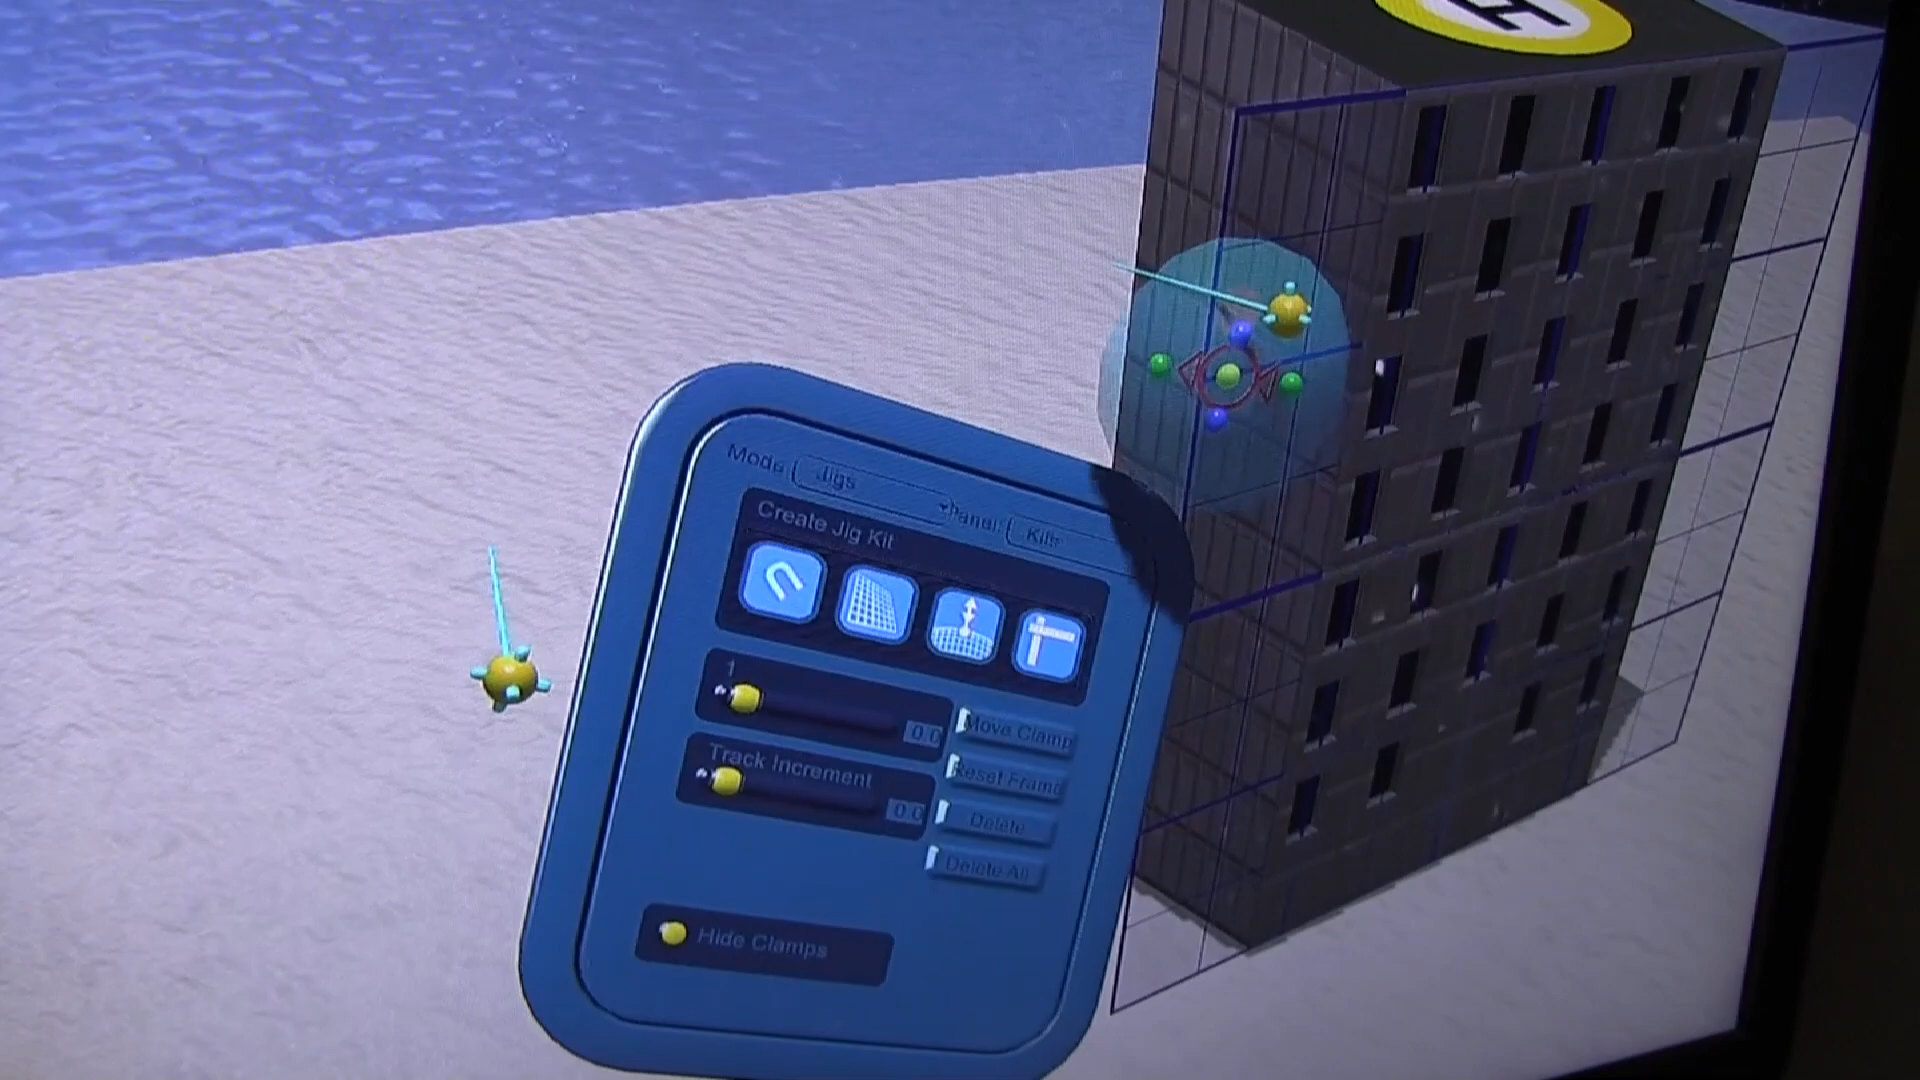 H
Mode Jigs
Panel Kits
Create Jig Kit
1
0.0
Move Clamp
Track Increment
0.0
Reset Frame
Delete
Delete All
Hide Clamps